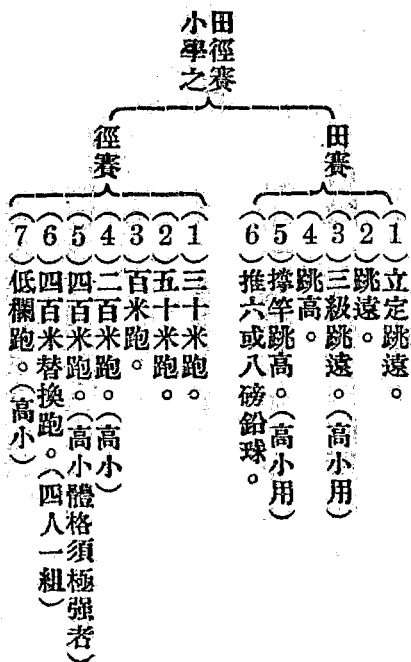 小學之
田徑賽
田賽
(1)立定跳遠。
(2)跳遠。
(3)三級跳遠。(高小用)
(4)跳高。
(5)撐竿跳高。(高小用)
(6)推六或八磅鉛球。
徑賽
(1)三十米跑。
(2)五十米跑。
(3)百米跑。
(4)二百米跑。(高小)
(5)四百米跑。(高小體格須極强者)
(6)四百米替換跑。(四人一組)
(7)低欄跑。(高小)